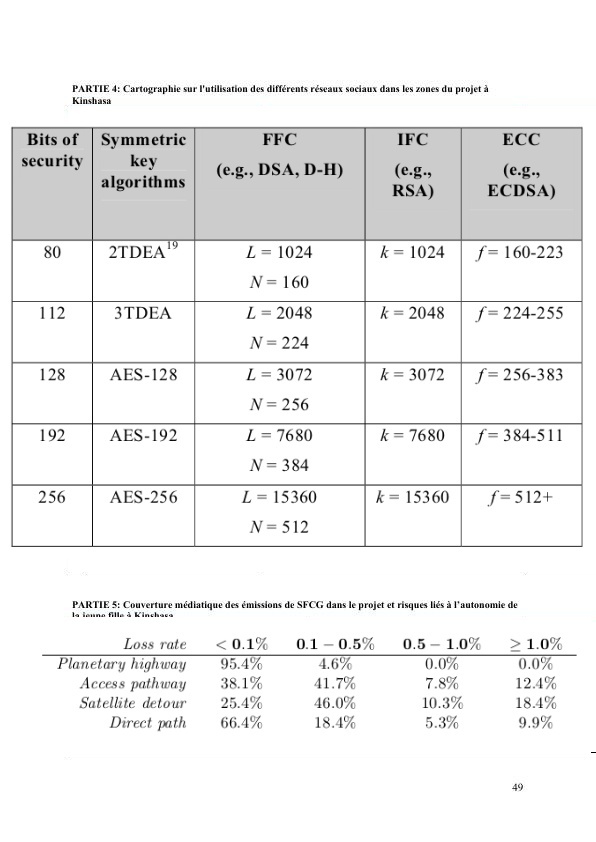 PARTIE 4: Cartographie sur l'utilisation des différents réseaux sociaux dans les zones du projet à
Kinshasa
Bits of security Symmetric key algorithms FFC (e.g., DSA, D-H) IFC (e.g., RSA) ECC (e.g., ECDSA)
80 2TDEA19 L = 1024 k = 1024 f = 160-223
N = 160
112 3TDEA L = 2048 k = 2048 f = 224-255
N = 224
128 AES-128 L = 3072 k = 3072 f = 256-383
N = 256
192 AES-192 L = 7680 k = 7680 f = 384-511
N = 384
256 AES-256 L = 15360 k = 15360 f = 512+
N = 512
PARTIE 5: Couverture médiatique des émissions de SFCG dans le projet et risques liés à l'autonomie de
la jeune fille à Kinshasa
Loss rate < 0.1% 0.1 − 0.5% 0.5 − 1.0% ≥ 1.0%
Planetary highway 95.4% 4.6% 0.0% 0.0%
Access pathway 38.1% 41.7% 7.8% 12.4%
Satellite detour 25.4% 46.0% 10.3% 18.4%
Direct path 66.4% 18.4% 5.3% 9.9%
49